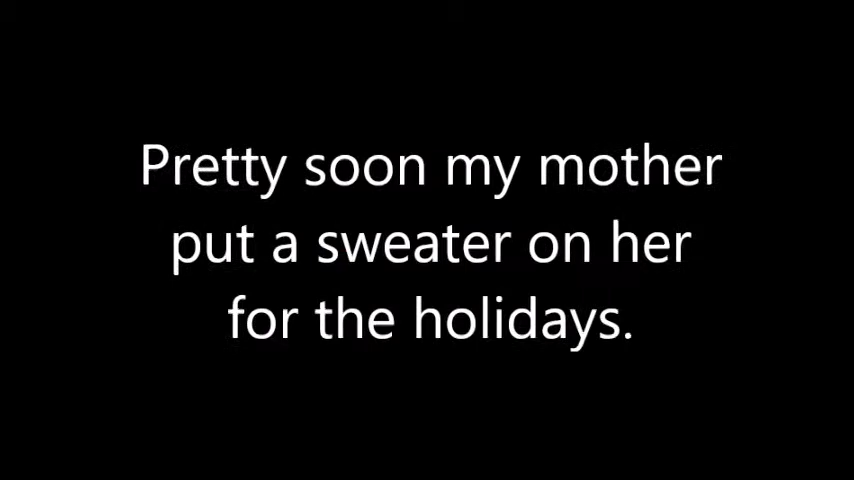 Pretty soon my mother
put a sweater on her
for the holidays.